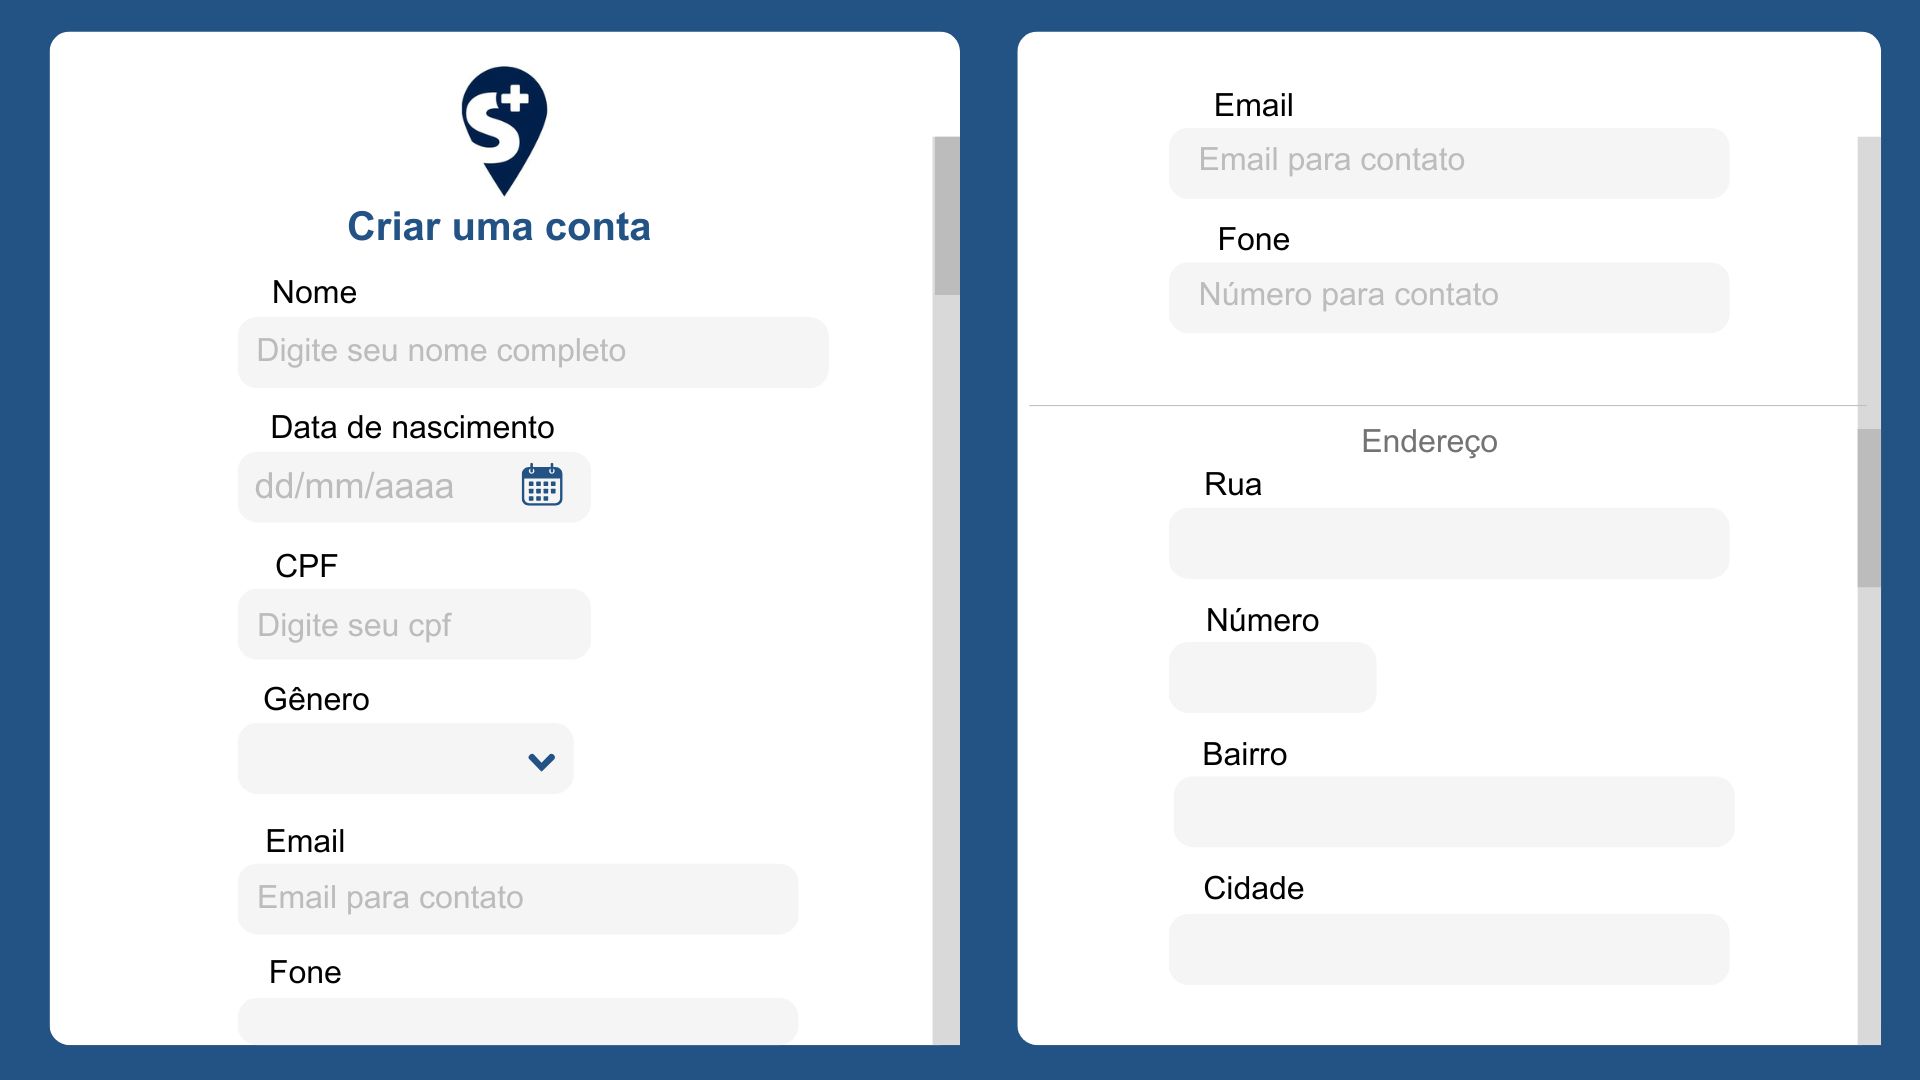 S+
Criar uma conta
Nome
Digite seu nome completo
Data de nascimento
dd/mm/aaaa
CPF
Digite seu cpf
Gênero
Email
Email para contato
Fone
Email
Email para contato
Fone
Número para contato
Endereço
Rua
Número
Bairro
Cidade